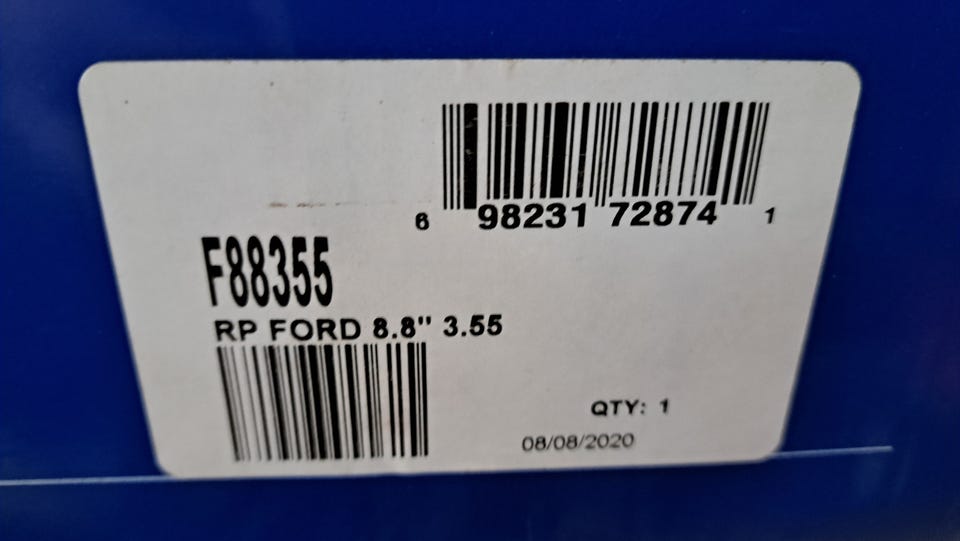 6 98231 72874 1
F88355
RP FORD 8.8" 3.55
QTY: 1
08/08/2020